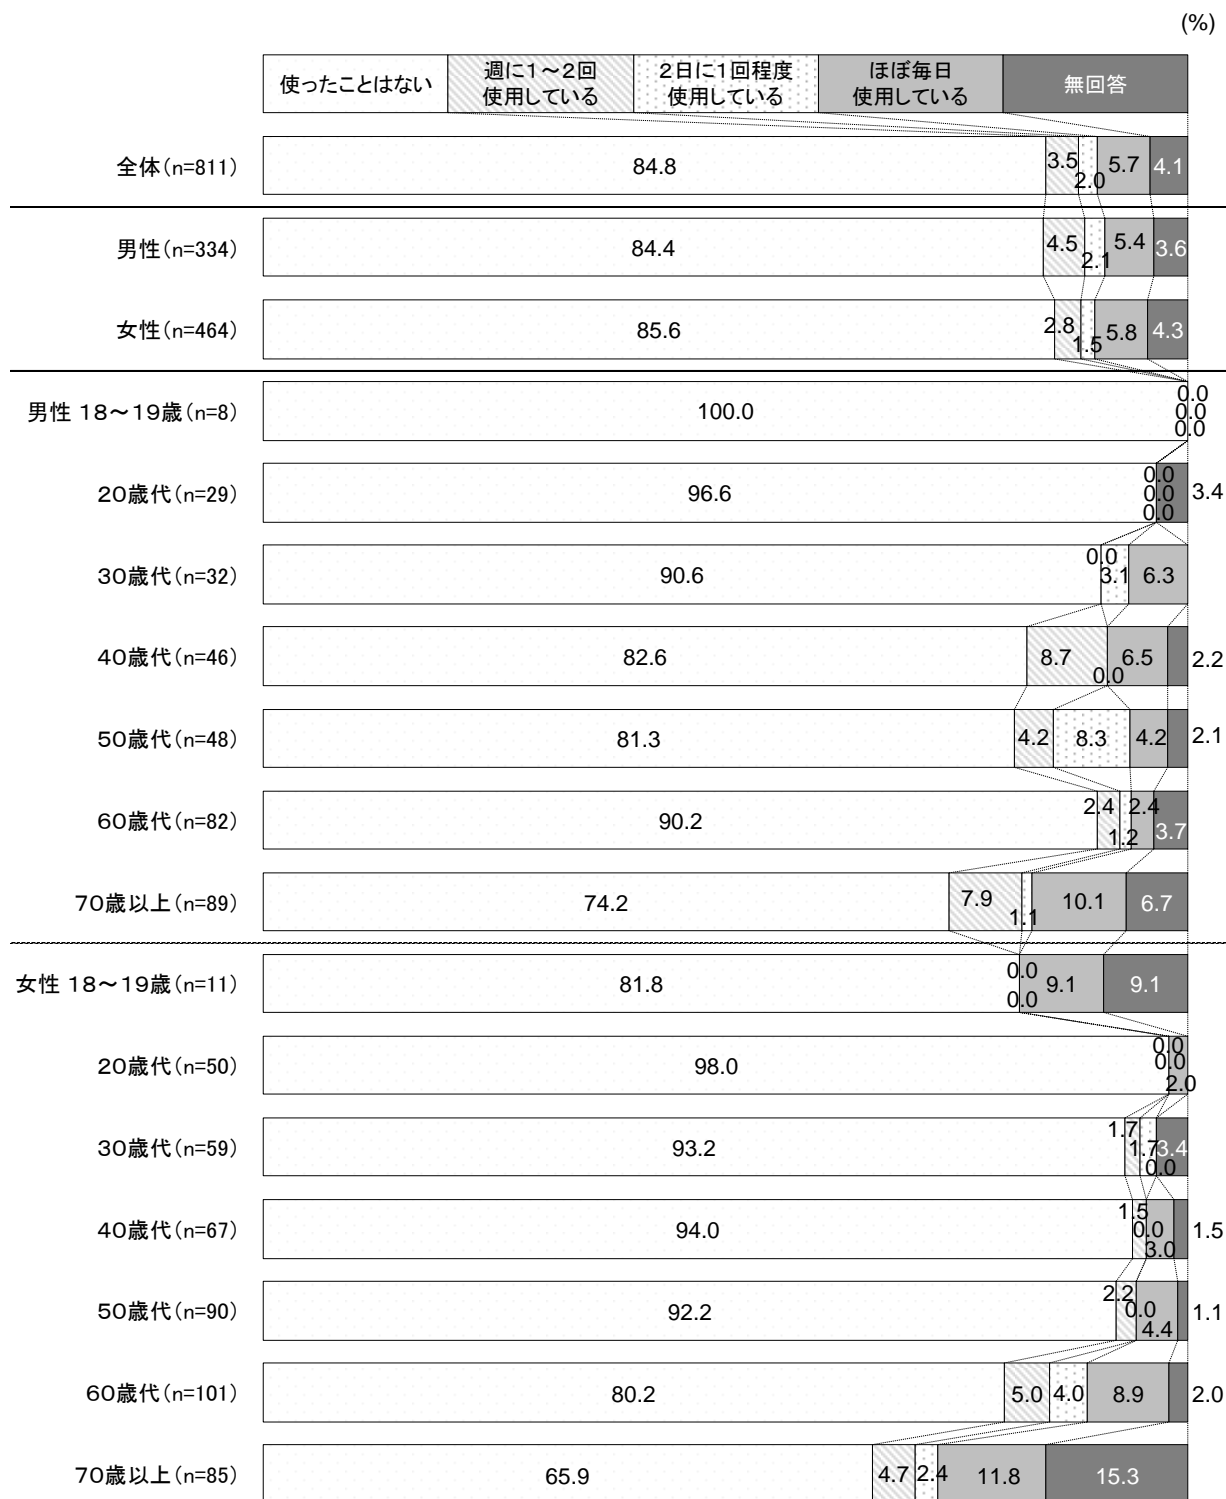 (%)
使ったことはない
週に1～2回
使用している
2日に1回程度
使用している
ほぼ毎日
使用している
無回答
全体(n=811) 84.8 3.5 2.0 5.7 4.1
男性(n=334) 84.4 4.5 2.1 5.4 3.6
女性(n=464) 85.6 2.8 1.5 5.8 4.3
男性 18～19歳(n=8) 100.0 0.0 0.0 0.0
20歳代(n=29) 96.6 0.0 0.0 0.0 3.4
30歳代(n=32) 90.6 0.0 3.1 6.3
40歳代(n=46) 82.6 8.7 0.0 6.5 2.2
50歳代(n=48) 81.3 4.2 8.3 4.2 2.1
60歳代(n=82) 90.2 2.4 1.2 2.4 3.7
70歳以上(n=89) 74.2 7.9 1.1 10.1 6.7
女性 18～19歳(n=11) 81.8 0.0 0.0 9.1 9.1
20歳代(n=50) 98.0 0.0 0.0 2.0
30歳代(n=59) 93.2 1.7 1.7 0.0 3.4
40歳代(n=67) 94.0 1.5 0.0 3.0 1.5
50歳代(n=90) 92.2 2.2 0.0 4.4 1.1
60歳代(n=101) 80.2 5.0 4.0 8.9 2.0
70歳以上(n=85) 65.9 4.7 2.4 11.8 15.3